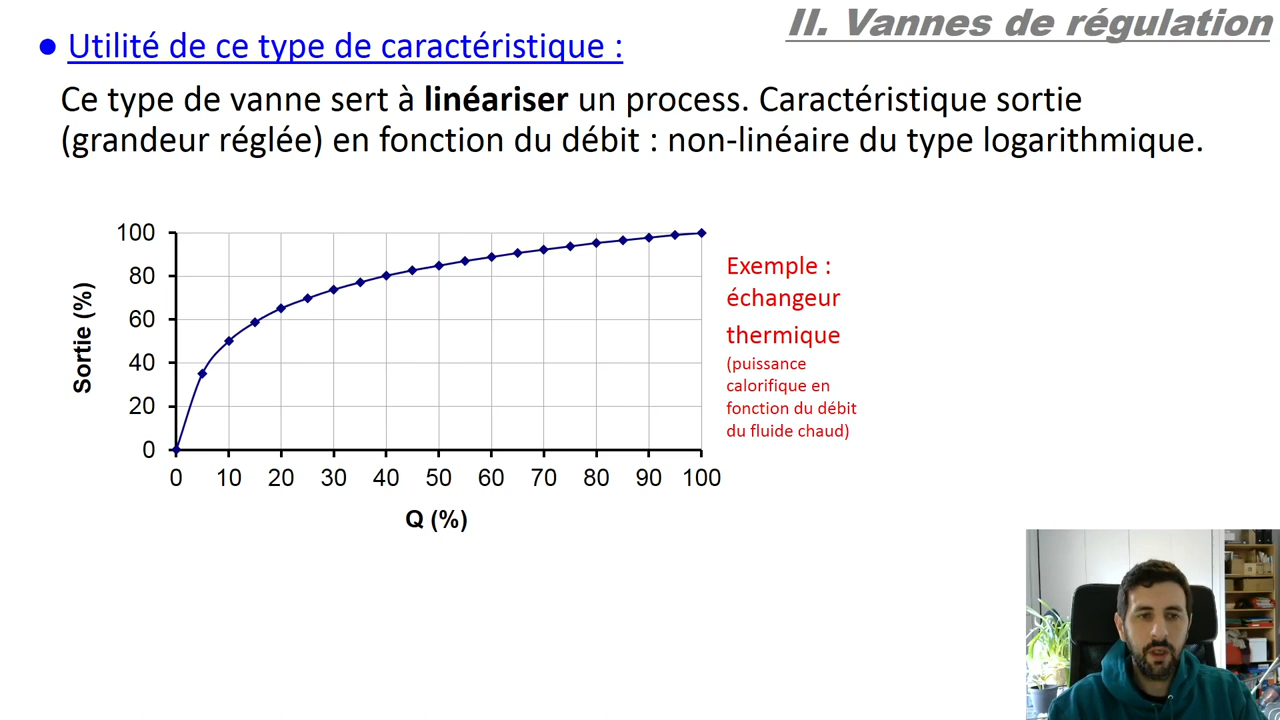 II. Vannes de régulation
● Utilité de ce type de caractéristique :
Ce type de vanne sert à linéariser un process. Caractéristique sortie
(grandeur réglée) en fonction du débit : non-linéaire du type logarithmique.
100
80
60
40
20
0
Sortie (%)
0 10 20 30 40 50 60 70 80 90 100
Q (%)
Exemple :
échangeur
thermique
(puissance
calorifique en
fonction du débit
du fluide chaud)